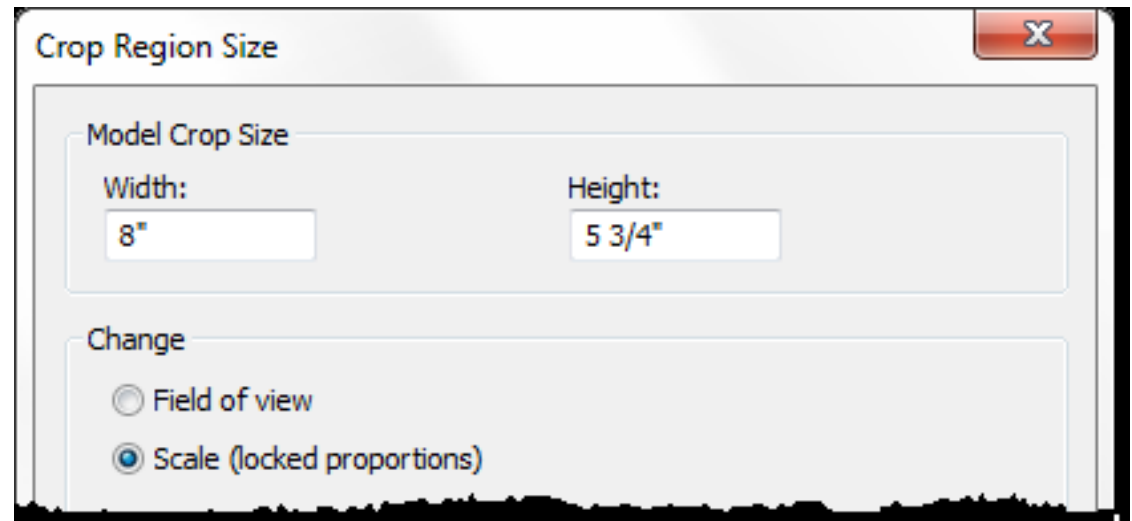 Crop Region Size
Model Crop Size
Width: Height:
8" 5 3/4"
Change
Field of view
Scale (locked proportions)